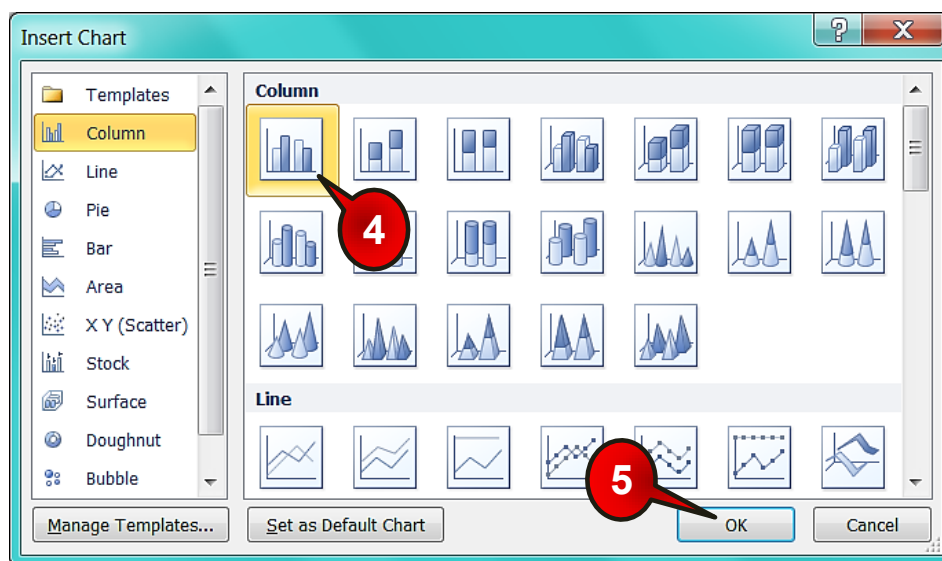 Insert Chart
Templates
Column
Line
Pie
Bar
Area
X Y (Scatter)
Stock
Surface
Doughnut
Bubble
Column
4
Line
5
Manage Templates...
Set as Default Chart
OK
Cancel